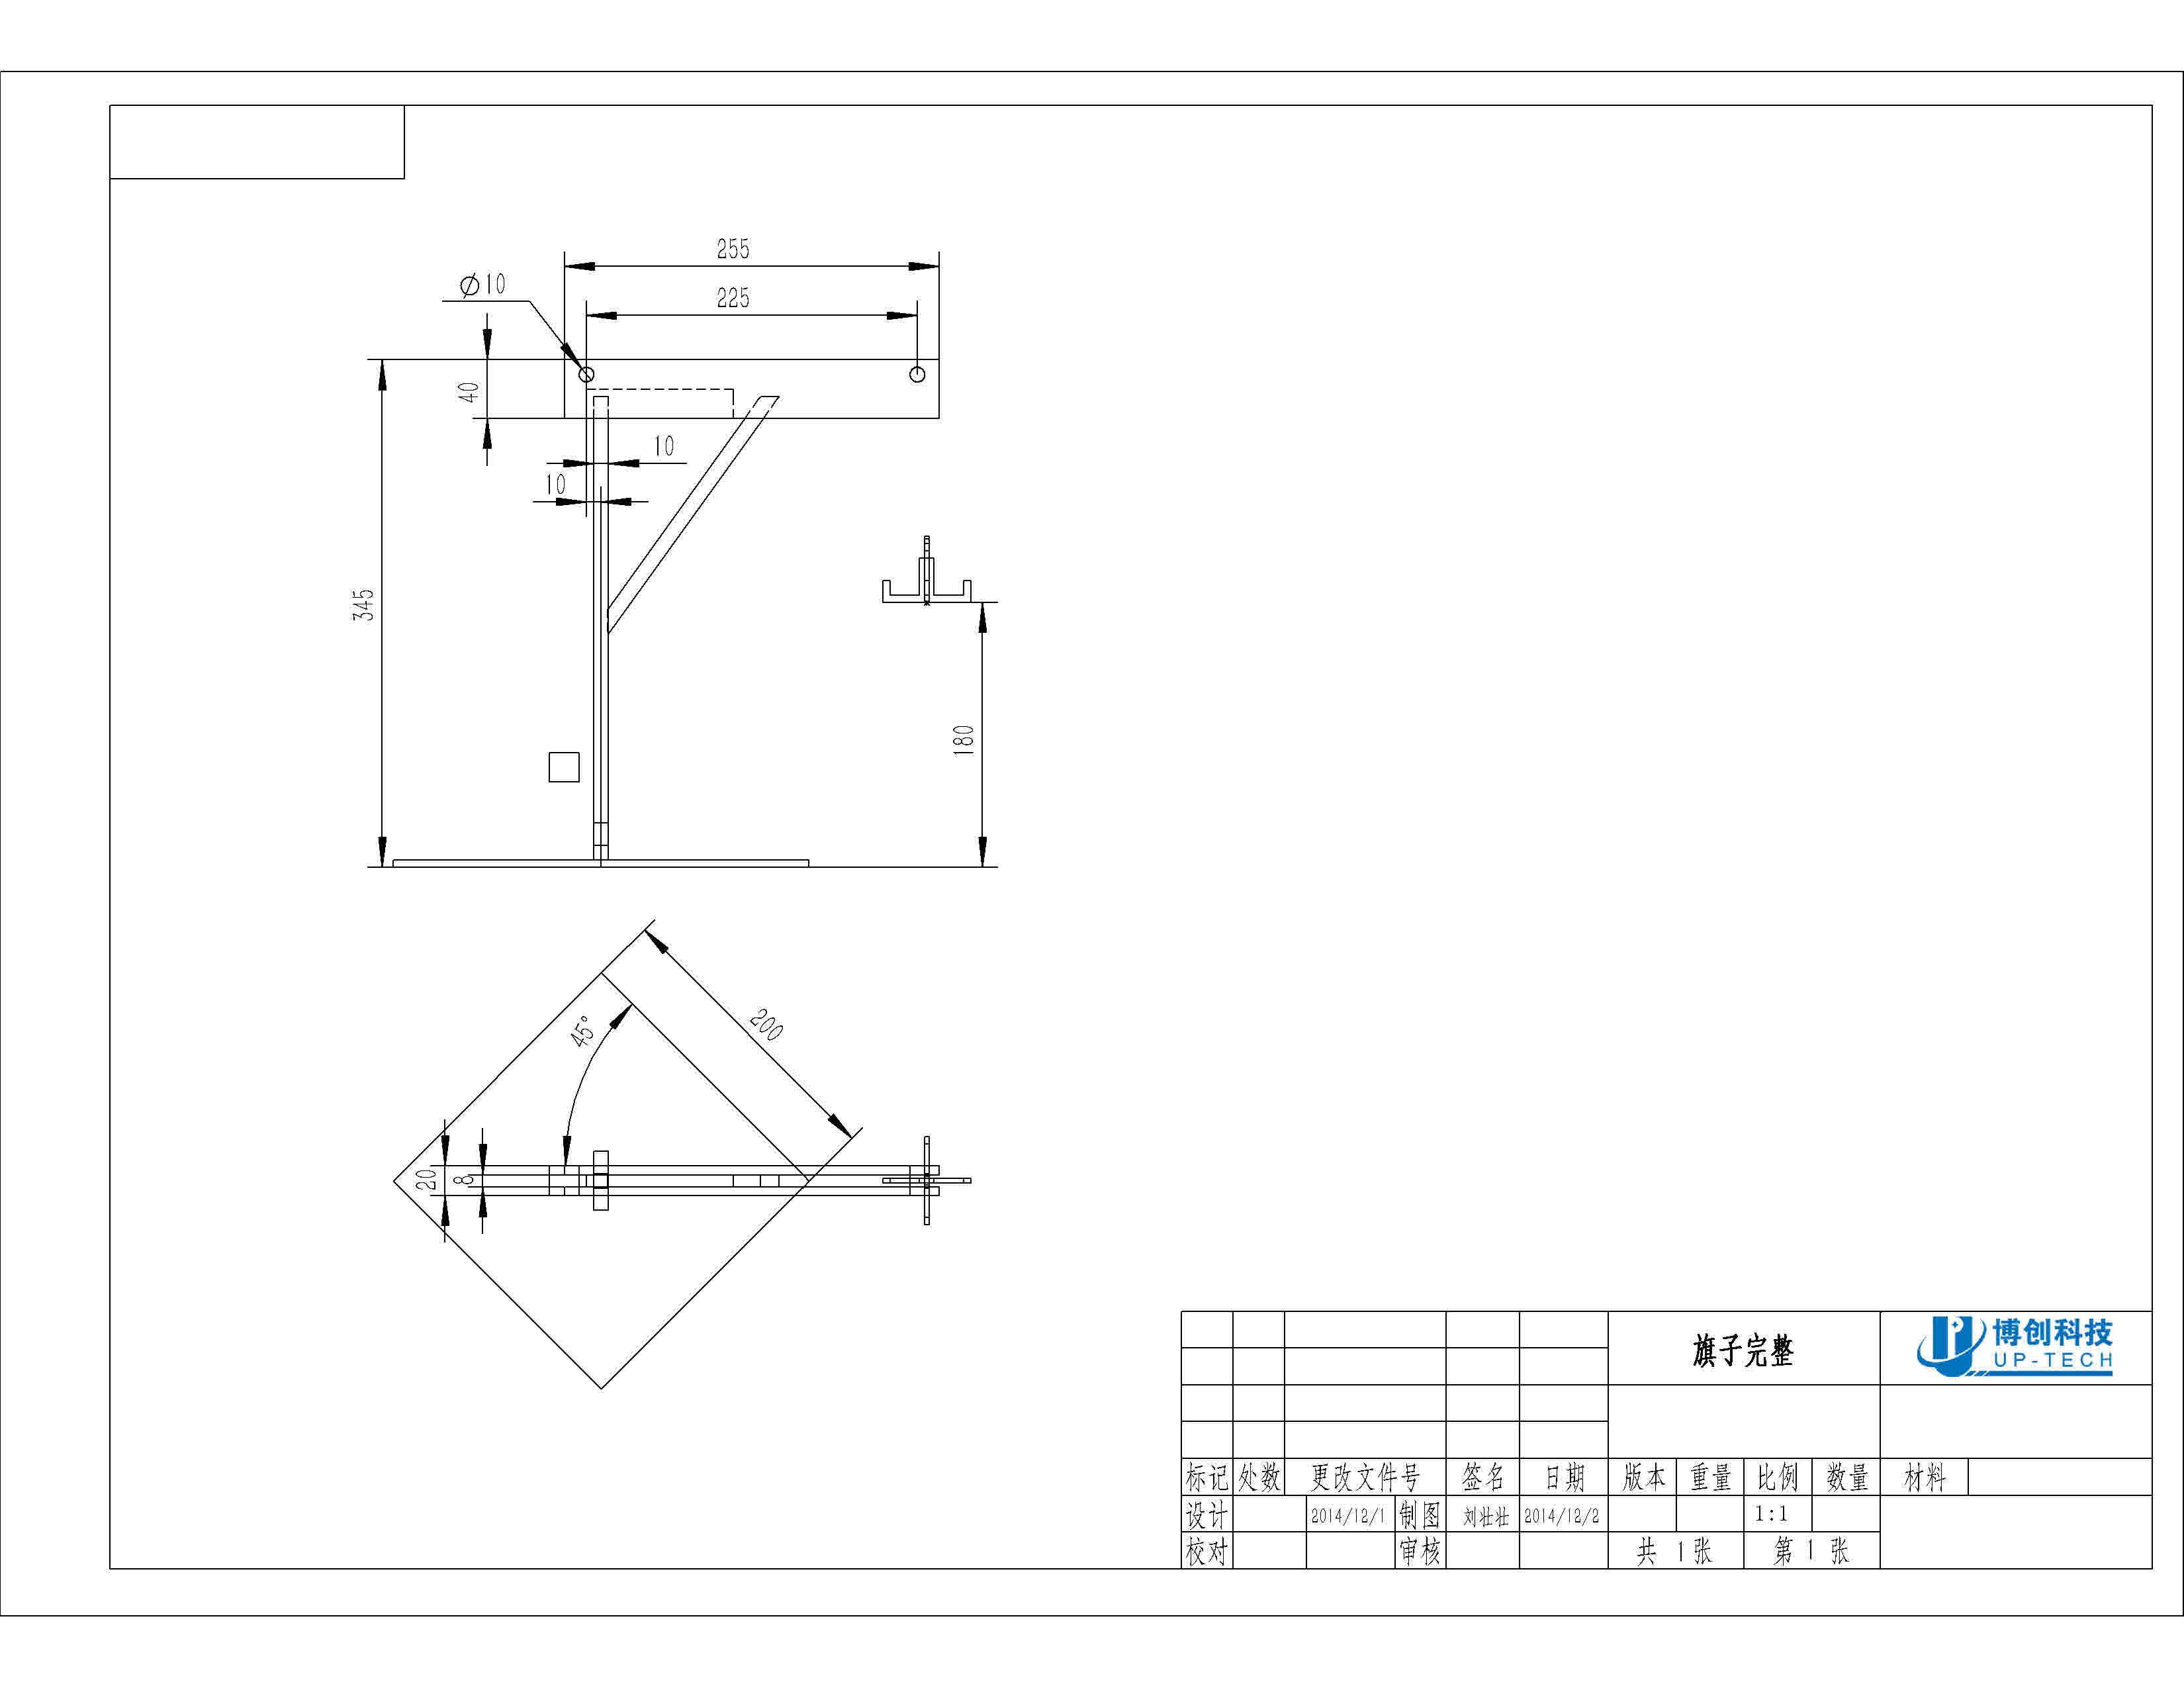 255
⌀10
225
40
10
10
345
180
200
45°
20
8
旗子完整
博创科技
UP-TECH
标记 处数 更改文件号 签名 日期 版本 重量 比例 数量 材料
设计 2014/12/1 制图 刘壮壮 2014/12/2 1:1
校对 审核 共 1 张 第 1 张